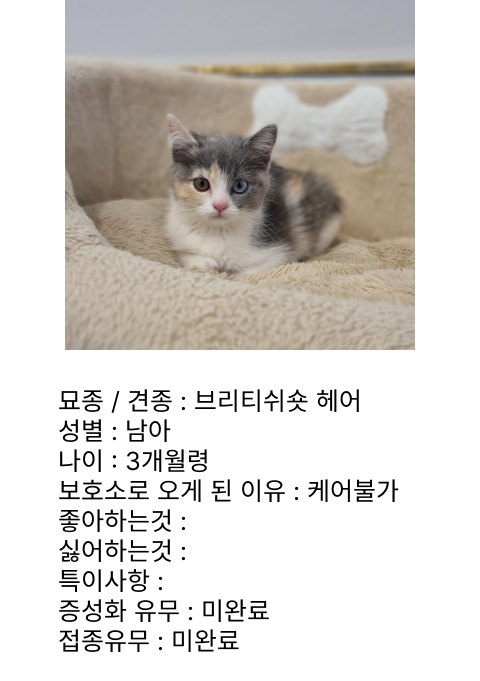 묘종 / 견종 : 브리티쉬숏 헤어
성별 : 남아
나이 : 3개월령
보호소로 오게 된 이유 : 케어불가
좋아하는것 :
싫어하는것 :
특이사항 :
증성화 유무 : 미완료
접종유무 : 미완료